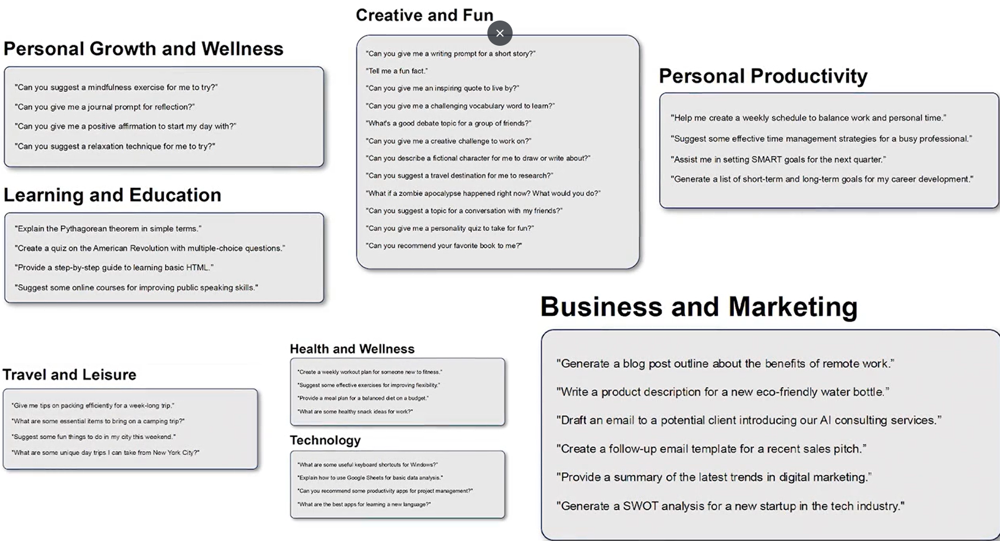 Personal Growth and Wellness
"Can you suggest a mindfulness exercise for me to try?"
"Can you give me a journal prompt for reflection?"
"Can you give me a positive affirmation to start my day with?"
"Can you suggest a relaxation technique for me to try?"
Learning and Education
"Explain the Pythagorean theorem in simple terms."
"Create a quiz on the American Revolution with multiple-choice questions."
"Provide a step-by-step guide to learning basic HTML."
"Suggest some online courses for improving public speaking skills."
Creative and Fun
"Can you give me a writing prompt for a short story?"
"Tell me a fun fact."
"Can you give me an inspiring quote to live by?"
"Can you give me a challenging vocabulary word to learn?"
"What's a good debate topic for a group of friends?"
"Can you give me a creative challenge to work on?"
"Can you describe a fictional character for me to draw or write about?"
"Can you suggest a travel destination for me to research?"
"What if a zombie apocalypse happened right now? What would you do?"
"Can you suggest a topic for a conversation with my friends?"
"Can you give me a personality quiz to take for fun?"
"Can you recommend your favorite book to me?"
Personal Productivity
"Help me create a weekly schedule to balance work and personal time."
"Suggest some effective time management strategies for a busy professional."
"Assist me in setting SMART goals for the next quarter."
"Generate a list of short-term and long-term goals for my career development."
Travel and Leisure
"Give me tips on packing efficiently for a week-long trip."
"What are some essential items to bring on a camping trip?"
"Suggest some fun things to do in my city this weekend."
"What are some unique day trips I can take from New York City?"
Health and Wellness
"Create a weekly workout plan for someone new to fitness."
"Suggest some effective exercises for improving flexibility."
"Provide a meal plan for a balanced diet on a budget."
"What are some healthy snack ideas for work?"
Technology
"What are some useful keyboard shortcuts for Windows?"
"Explain how to use Google Sheets for basic data analysis."
"Can you recommend some productivity apps for project management?"
"What are the best apps for learning a new language?"
Business and Marketing
"Generate a blog post outline about the benefits of remote work."
"Write a product description for a new eco-friendly water bottle."
"Draft an email to a potential client introducing our AI consulting services."
"Create a follow-up email template for a recent sales pitch."
"Provide a summary of the latest trends in digital marketing."
"Generate a SWOT analysis for a new startup in the tech industry."